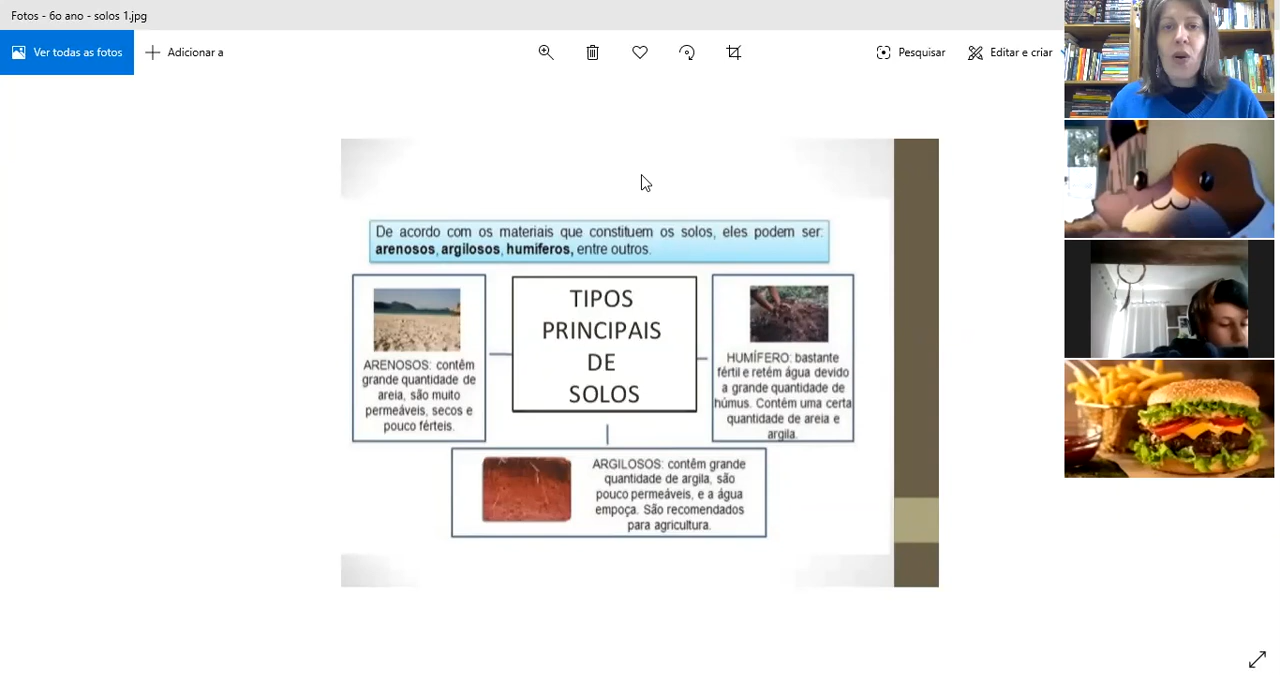 Fotos - 6o ano - solos 1.jpg
Ver todas as fotos
Adicionar a
Pesquisar
Editar e criar
De acordo com os materiais que constituem os solos, eles podem ser:
arenosos, argilosos, humíferos, entre outros.
TIPOS
PRINCIPAIS
DE
SOLOS
ARENOSOS: contêm
grande quantidade de
areia, são muito
permeáveis, secos e
pouco férteis.
HUMÍFERO: bastante
fértil e retém água devido
a grande quantidade de
húmus. Contém uma certa
quantidade de areia e
argila.
ARGILOSOS: contêm grande
quantidade de argila, são
pouco permeáveis, e a água
empoça. São recomendados
para agricultura.